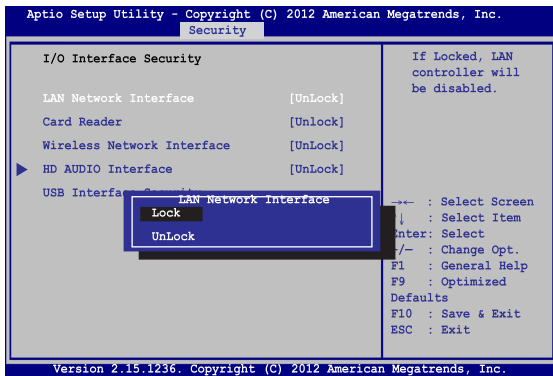 Aptio Setup Utility - Copyright (C) 2012 American Megatrends, Inc.
Security
I/O Interface Security
LAN Network Interface [UnLock]
Card Reader [Unlock]
Wireless Network Interface [UnLock]
HD AUDIO Interface [UnLock]
USB Interface
LAN Network Interface
Lock
UnLock
If Locked, LAN
controller will
be disabled.
→← : Select Screen
↓ : Select Item
Enter: Select
+/— : Change Opt.
F1 : General Help
F9 : Optimized
Defaults
F10 : Save & Exit
ESC : Exit
Version 2.15.1236. Copyright (C) 2012 American Megatrends, Inc.